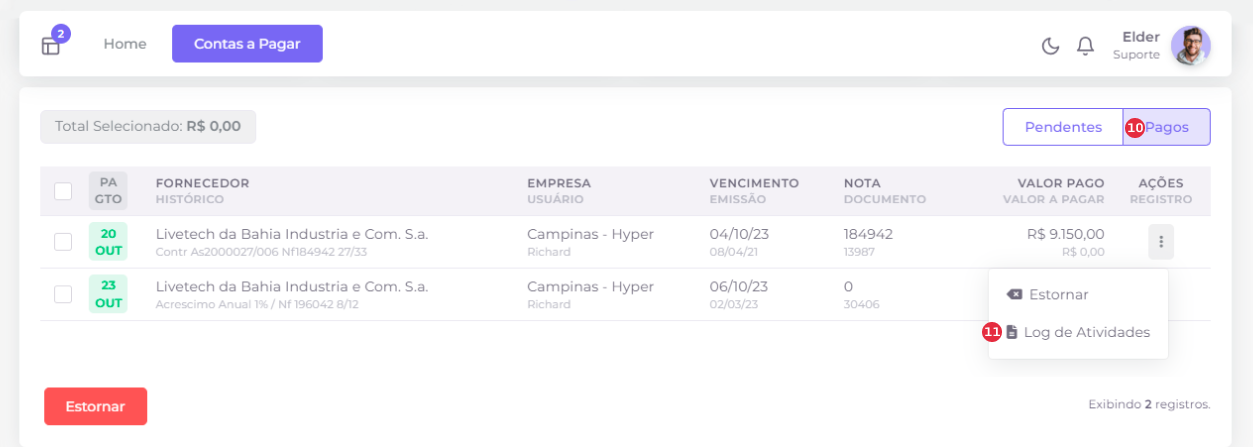 2
Home
Contas a Pagar
Elder
Suporte
Total Selecionado: R$ 0,00
Pendentes
10 Pagos
PA
GTO
FORNECEDOR
HISTÓRICO
EMPRESA
USUÁRIO
VENCIMENTO
EMISSÃO
NOTA
DOCUMENTO
VALOR PAGO
VALOR A PAGAR
AÇÕES
REGISTRO
20
OUT
Livetech da Bahia Industria e Com. S.a.
Contr As2000027/006 Nf184942 27/33
Campinas - Hyper
Richard
04/10/23
08/04/21
184942
13987
R$ 9.150,00
R$ 0,00
23
OUT
Livetech da Bahia Industria e Com. S.a.
Acrescimo Anual 1% / Nf 196042 8/12
Campinas - Hyper
Richard
06/10/23
02/03/23
0
30406
Estornar
11 Log de Atividades
Estornar
Exibindo 2 registros.